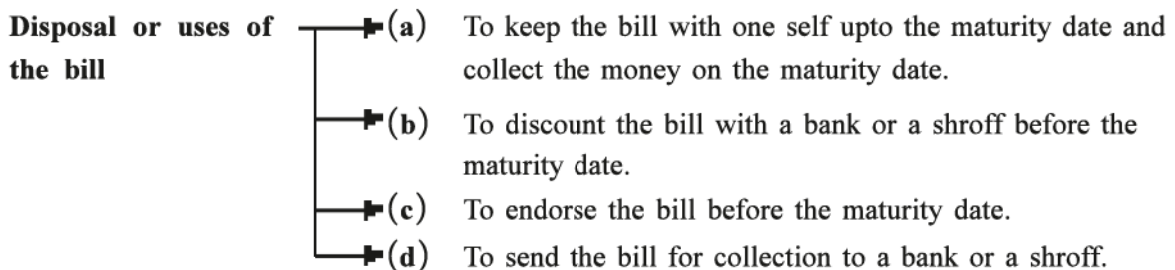 Disposal or uses of
the bill
(a) To keep the bill with one self upto the maturity date and
collect the money on the maturity date.
(b) To discount the bill with a bank or a shroff before the
maturity date.
(c) To endorse the bill before the maturity date.
(d) To send the bill for collection to a bank or a shroff.